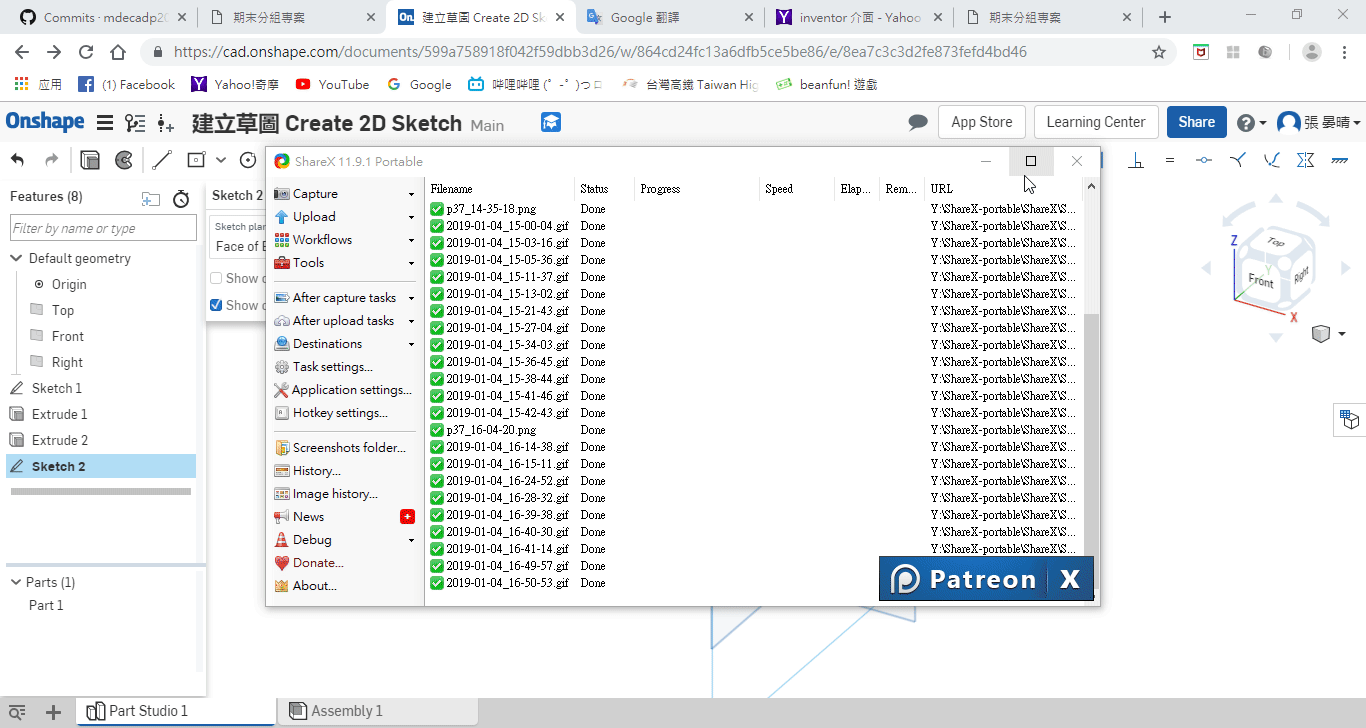 Commits · mdecadp20
期末分組專案
建立草圖 Create 2D Sk
Google 翻譯
inventor 介面 - Yahoo
期末分組專案
https://cad.onshape.com/documents/599a758918f042f59dbb3d26/w/864cd24fc13a6dfb5ce5be86/e/8ea7c3c3d2fe873fefd4bd46
应用
(1) Facebook
Yahoo!奇摩
YouTube
Google
哔哩哔哩 (゜-゜)つロ
台灣高鐵 Taiwan Hig
beanfun! 遊戲
Onshape
建立草圖 Create 2D Sketch Main
App Store
Learning Center
Share
張 晏晴
Features (8)
Filter by name or type
Default geometry
Origin
Top
Front
Right
Sketch 1
Extrude 1
Extrude 2
Sketch 2
Parts (1)
Part 1
Sketch 2
Sketch plan
Face of E
Show
Show
ShareX 11.9.1 Portable
Capture
Upload
Workflows
Tools
After capture tasks
After upload tasks
Destinations
Task settings...
Application settings...
Hotkey settings...
Screenshots folder...
History...
Image history...
News
Debug
Donate...
About...
Filename Status Progress Speed Elap... Rem... URL
p37_14-35-18.png Done Y:\ShareX-portable\ShareX\S...
2019-01-04_15-00-04.gif Done Y:\ShareX-portable\ShareX\S...
2019-01-04_15-03-16.gif Done Y:\ShareX-portable\ShareX\S...
2019-01-04_15-05-36.gif Done Y:\ShareX-portable\ShareX\S...
2019-01-04_15-11-37.gif Done Y:\ShareX-portable\ShareX\S...
2019-01-04_15-13-02.gif Done Y:\ShareX-portable\ShareX\S...
2019-01-04_15-21-43.gif Done Y:\ShareX-portable\ShareX\S...
2019-01-04_15-27-04.gif Done Y:\ShareX-portable\ShareX\S...
2019-01-04_15-34-03.gif Done Y:\ShareX-portable\ShareX\S...
2019-01-04_15-36-45.gif Done Y:\ShareX-portable\ShareX\S...
2019-01-04_15-38-44.gif Done Y:\ShareX-portable\ShareX\S...
2019-01-04_15-41-46.gif Done Y:\ShareX-portable\ShareX\S...
2019-01-04_15-42-43.gif Done Y:\ShareX-portable\ShareX\S...
p37_16-04-20.png Done Y:\ShareX-portable\ShareX\S...
2019-01-04_16-14-38.gif Done Y:\ShareX-portable\ShareX\S...
2019-01-04_16-15-11.gif Done Y:\ShareX-portable\ShareX\S...
2019-01-04_16-24-52.gif Done Y:\ShareX-portable\ShareX\S...
2019-01-04_16-28-32.gif Done Y:\ShareX-portable\ShareX\S...
2019-01-04_16-39-38.gif Done Y:\ShareX-portable\ShareX\S...
2019-01-04_16-40-30.gif Done Y:\ShareX-portable\ShareX\S...
2019-01-04_16-41-14.gif Done Y:\ShareX-portable\ShareX\S...
2019-01-04_16-49-57.gif Done
2019-01-04_16-50-53.gif Done
Patreon X
Z
Top
Y
Front
Right
X
Part Studio 1
Assembly 1